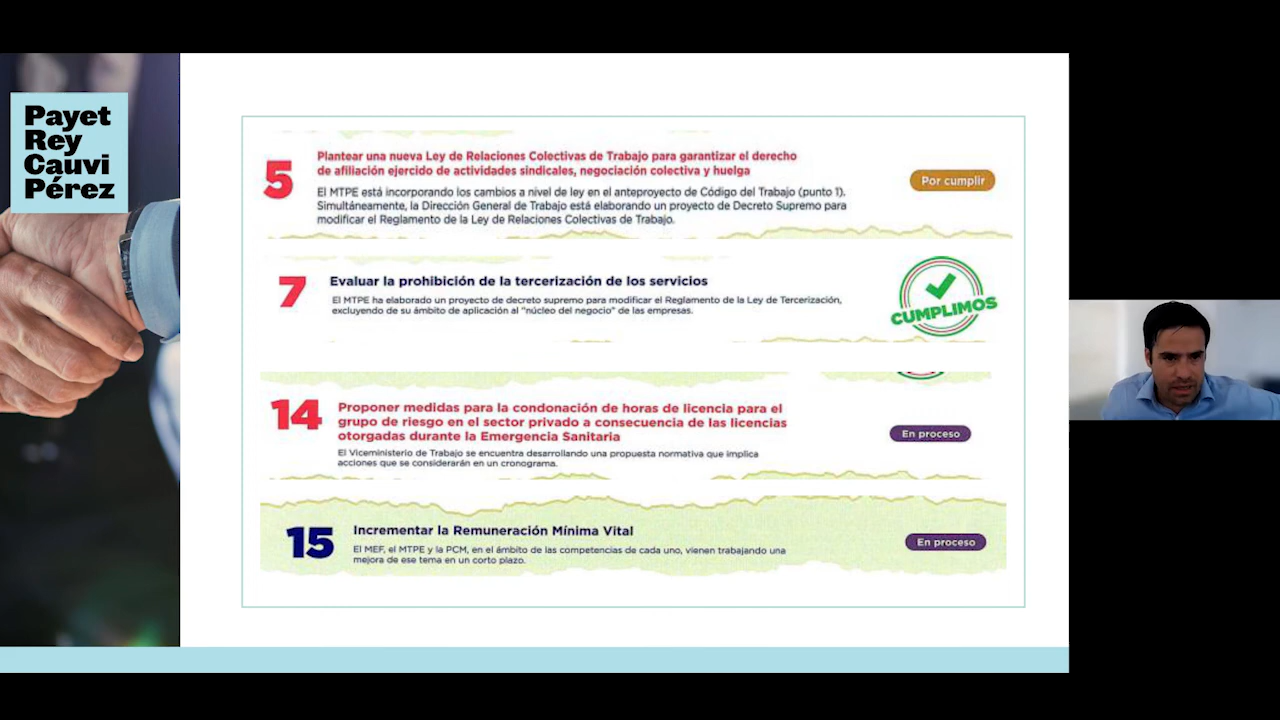 Payet
Rey
Cauvi
Pérez
5
Plantear una nueva Ley de Relaciones Colectivas de Trabajo para garantizar el derecho
de afiliación ejercido de actividades sindicales, negociación colectiva y huelga
El MTPE está incorporando los cambios a nivel de ley en el anteproyecto de Código del Trabajo (punto 1).
Simultáneamente, la Dirección General de Trabajo está elaborando un proyecto de Decreto Supremo para
modificar el Reglamento de la Ley de Relaciones Colectivas de Trabajo.
Por cumplir
7
Evaluar la prohibición de la tercerización de los servicios
El MTPE ha elaborado un proyecto de decreto supremo para modificar el Reglamento de la Ley de Tercerización,
excluyendo de su ámbito de aplicación al "núcleo del negocio" de las empresas.
CUMPLIMOS
14
Proponer medidas para la condonación de horas de licencia para el
grupo de riesgo en el sector privado a consecuencia de las licencias
otorgadas durante la Emergencia Sanitaria
El Viceministerio de Trabajo se encuentra desarrollando una propuesta normativa que implica
acciones que se considerarán en un cronograma.
En proceso
15
Incrementar la Remuneración Mínima Vital
El MEF, el MTPE y la PCM, en el ámbito de las competencias de cada uno, vienen trabajando una
mejora de ese tema en un corto plazo.
En proceso